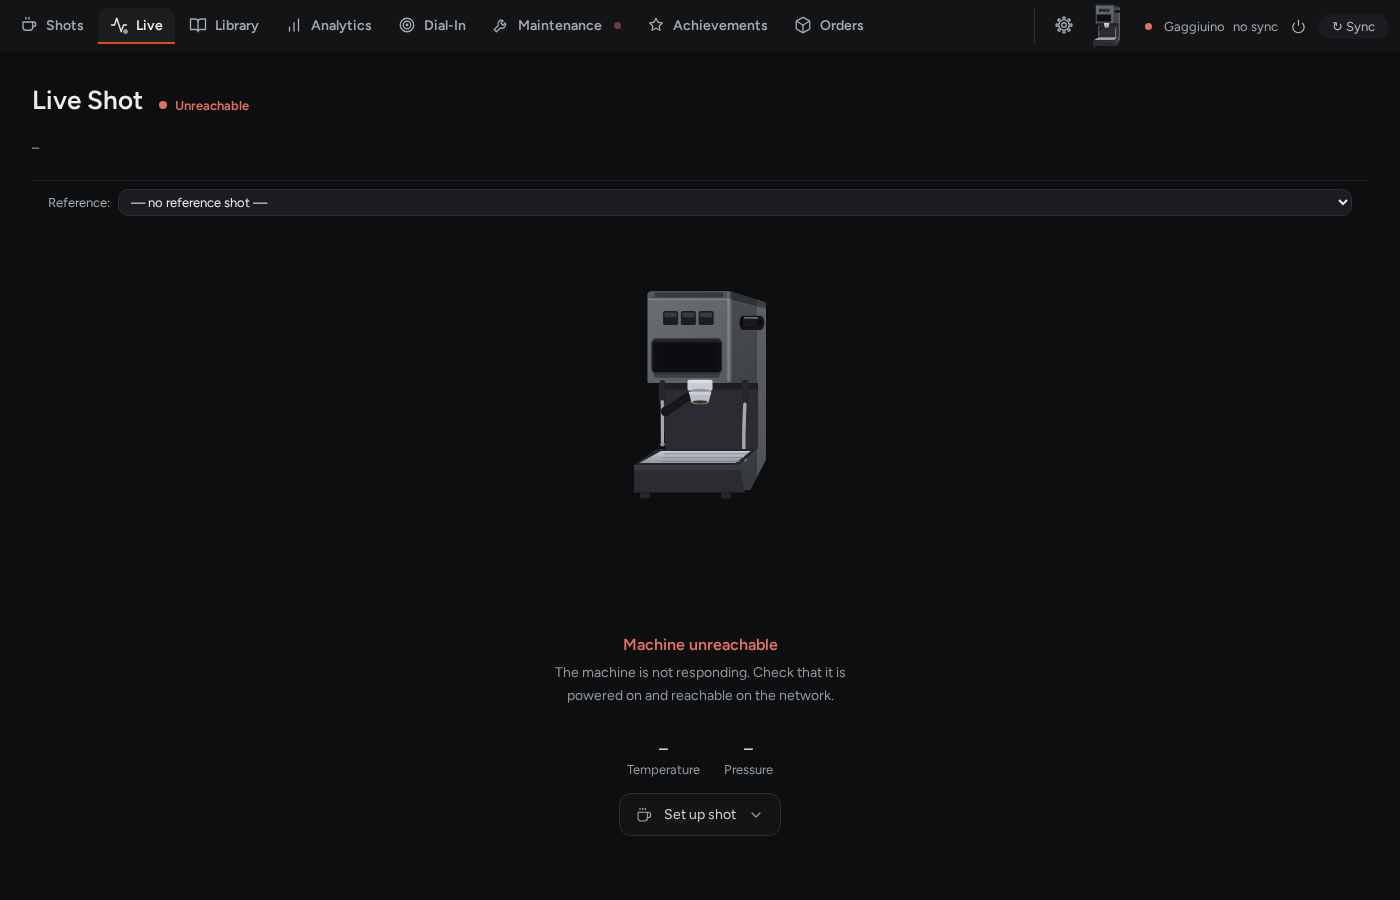 Shots
Live
Library
Analytics
Dial-In
Maintenance
Achievements
Orders
Gaggiuino no sync
↻ Sync
Live Shot
Unreachable
–
Reference:
— no reference shot —
Machine unreachable
The machine is not responding. Check that it is
powered on and reachable on the network.
– –
Temperature Pressure
Set up shot